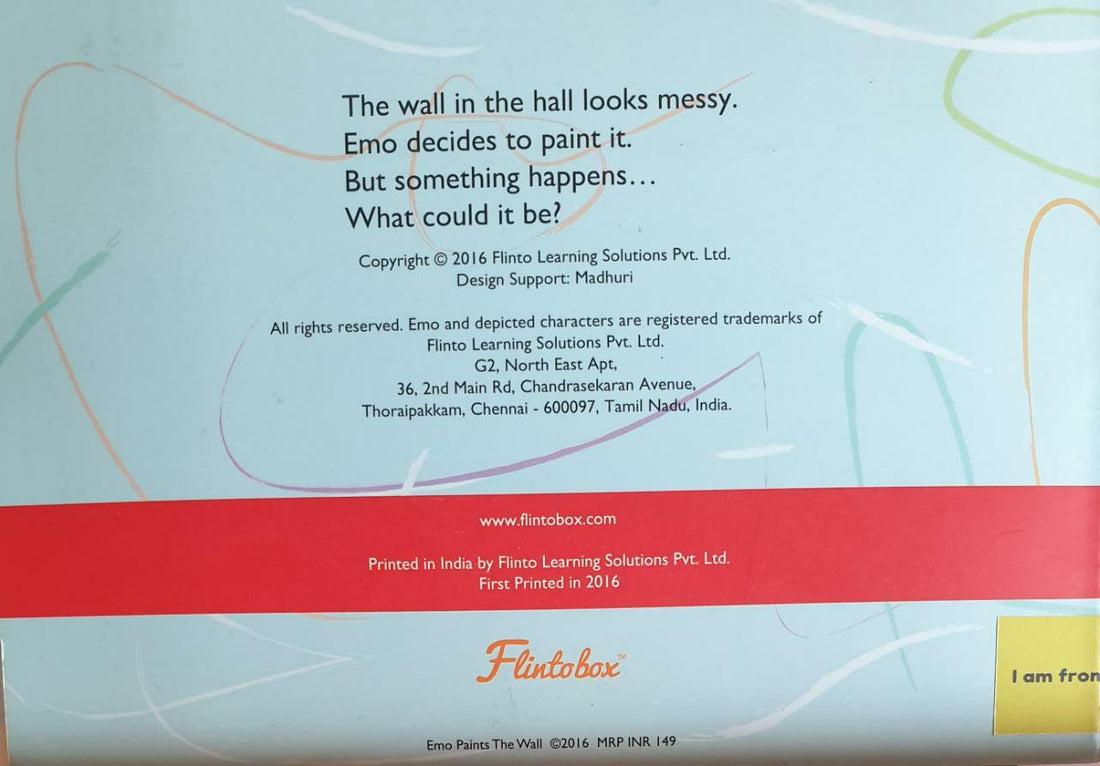 The wall in the hall looks messy.
Emo decides to paint it.
But something happens...
What could it be?
Copyright © 2016 Flinto Learning Solutions Pvt. Ltd.
Design Support: Madhuri
All rights reserved. Emo and depicted characters are registered trademarks of
Flinto Learning Solutions Pvt. Ltd.
G2, North East Apt,
36, 2nd Main Rd, Chandrasekaran Avenue,
Thoraipakkam, Chennai - 600097, Tamil Nadu, India.
www.flintobox.com
Printed in India by Flinto Learning Solutions Pvt. Ltd.
First Printed in 2016
Flintobox™
I am from
Emo Paints The Wall ©2016 MRP INR 149